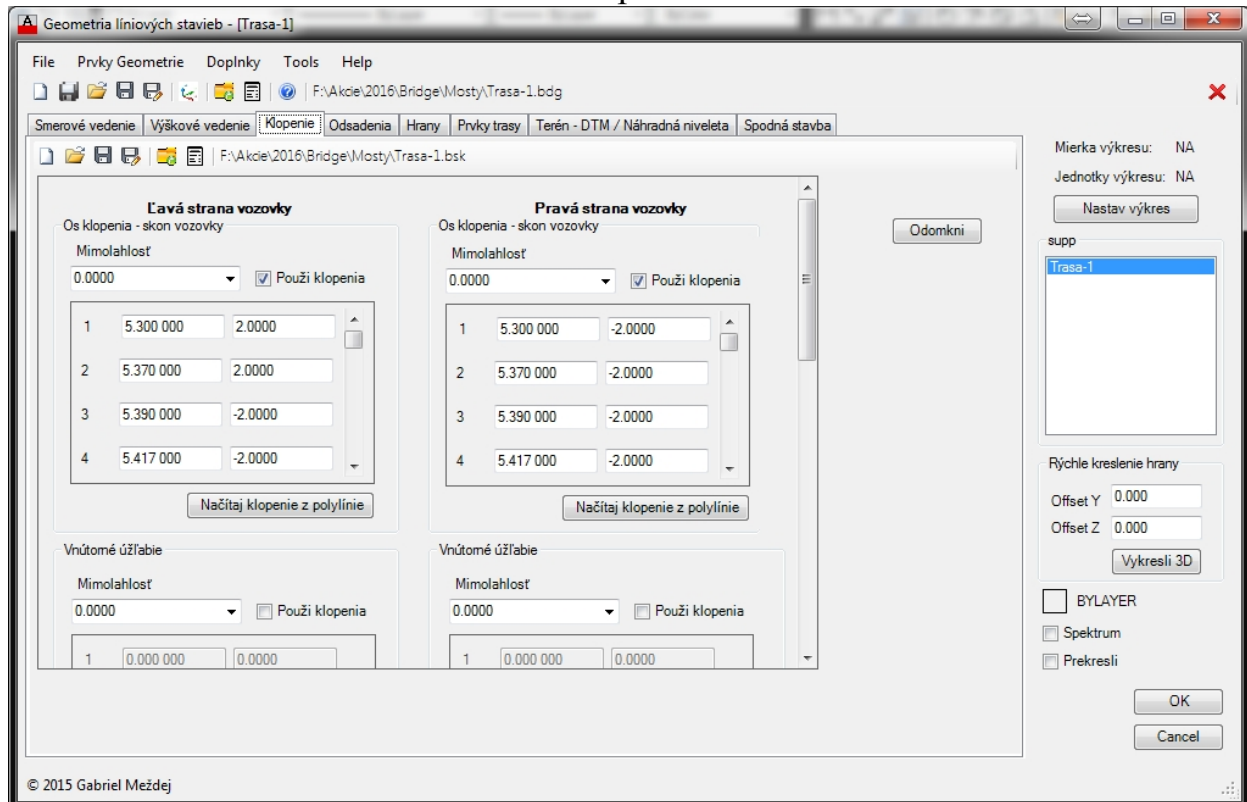 Geometria líniových stavieb - [Trasa-1]
File Prvky Geometrie Doplnky Tools Help
F:\Akcie\2016\Bridge\Mosty\Trasa-1.bdg
Smerové vedenie Výškové vedenie Klopenie Odsadenia Hrany Prvky trasy Terén - DTM / Náhradná niveleta Spodná stavba
F:\Akcie\2016\Bridge\Mosty\Trasa-1.bsk
Ľavá strana vozovky
Os klopenia - skon vozovky
Mimolahlosť
0.0000 Použi klopenia
1 5.300 000 2.0000
2 5.370 000 2.0000
3 5.390 000 -2.0000
4 5.417 000 -2.0000
Načítaj klopenie z polylínie
Vnútorné úžľabie
Mimolahlosť
0.0000 Použi klopenia
1 0.000 000 0.0000
Pravá strana vozovky
Os klopenia - skon vozovky
Mimolahlosť
0.0000 Použi klopenia
1 5.300 000 -2.0000
2 5.370 000 -2.0000
3 5.390 000 -2.0000
4 5.417 000 -2.0000
Načítaj klopenie z polylínie
Vnútorné úžľabie
Mimolahlosť
0.0000 Použi klopenia
1 0.000 000 0.0000
Odomkni
Mierka výkresu: NA
Jednotky výkresu: NA
Nastav výkres
supp
Trasa-1
Rýchle kreslenie hrany
Offset Y 0.000
Offset Z 0.000
Vykresli 3D
BYLAYER
Spektrum
Prekresli
OK
Cancel
© 2015 Gabriel Meždej